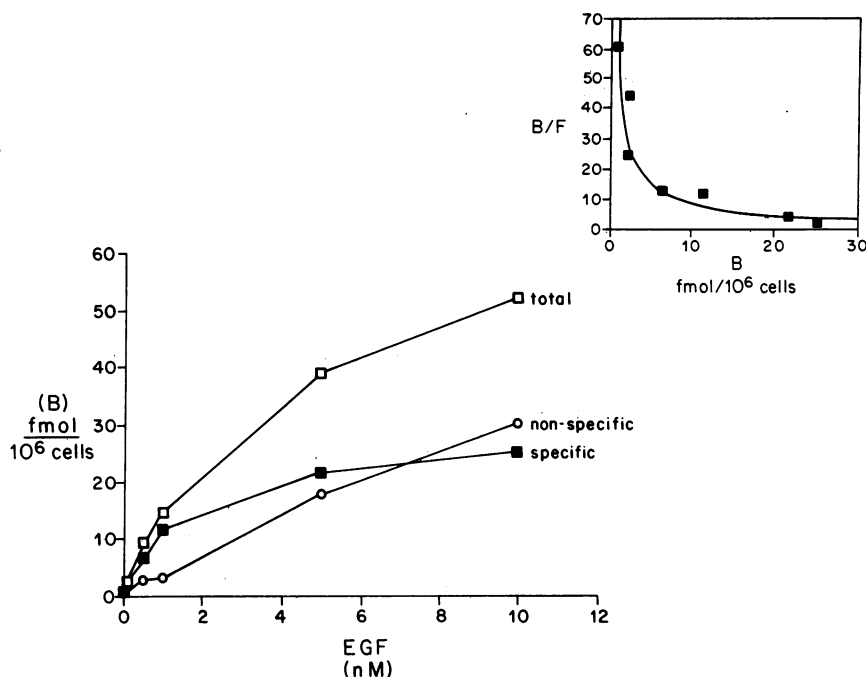 70
60
50
40
30
20
10
0
B/F
0 10 20 30
B
fmol/10⁶ cells
60
50
40
30
20
10
0
(B)
fmol
10⁶ cells
total
non-specific
specific
0 2 4 6 8 10 12
EGF
(nM)